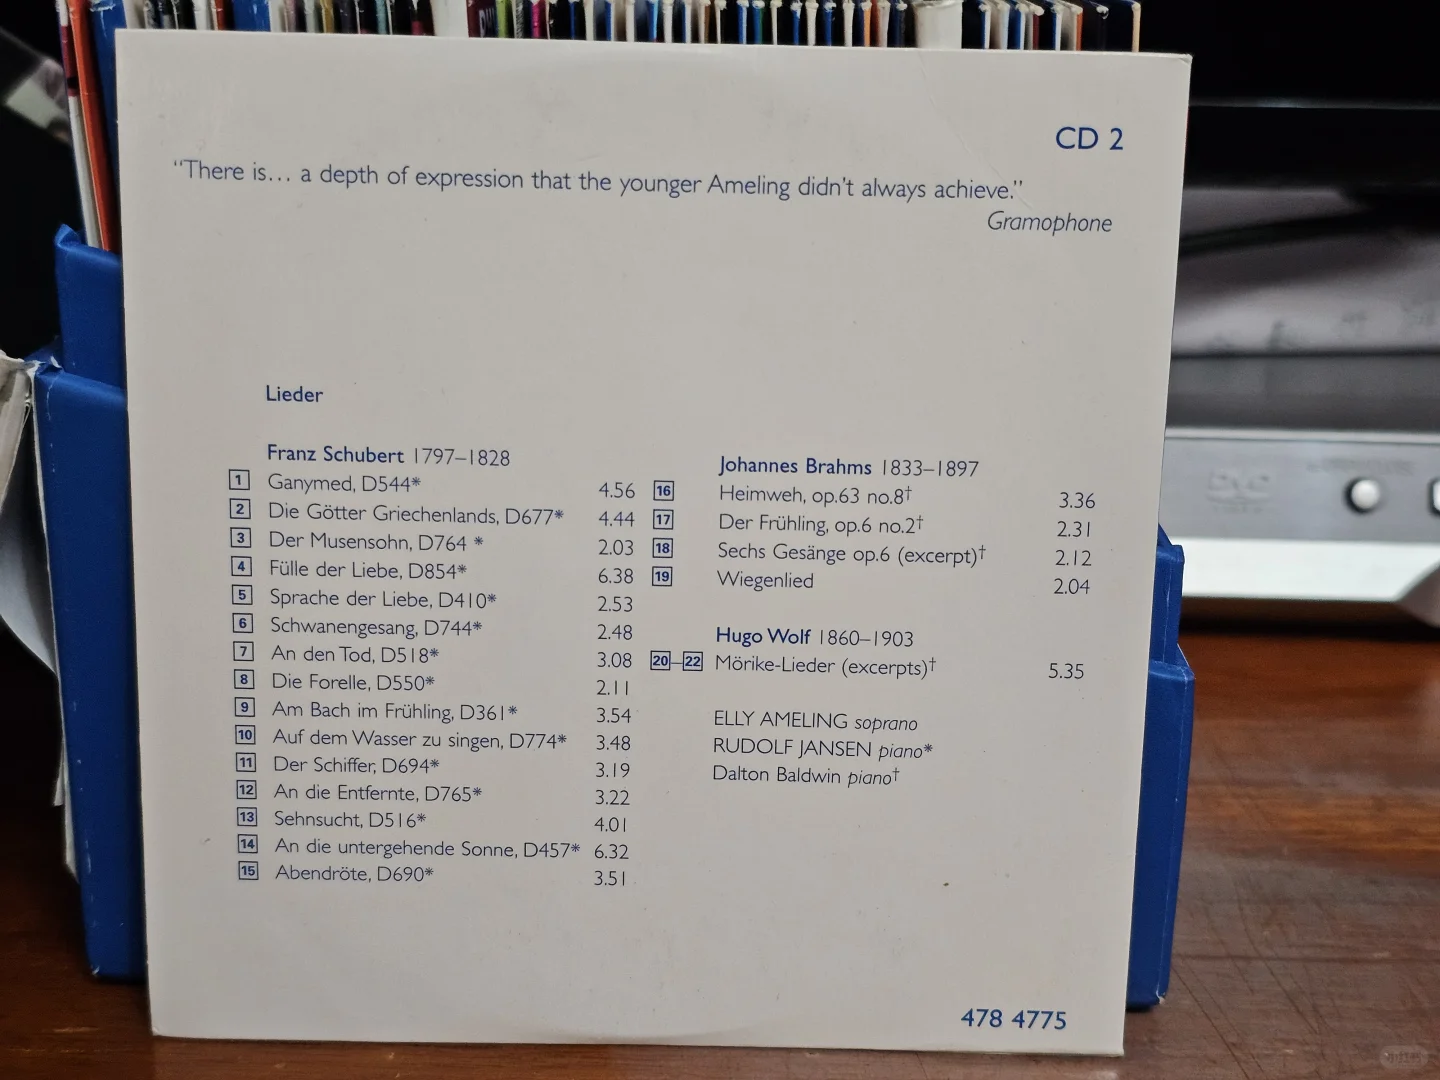 CD 2
“There is... a depth of expression that the younger Ameling didn't always achieve.”
Gramophone
Lieder
Franz Schubert 1797–1828
1 Ganymed, D544* 4.56
2 Die Götter Griechenlands, D677* 4.44
3 Der Musensohn, D764 * 2.03
4 Fülle der Liebe, D854* 6.38
5 Sprache der Liebe, D410* 2.53
6 Schwanengesang, D744* 2.48
7 An den Tod, D518* 3.08
8 Die Forelle, D550* 2.11
9 Am Bach im Frühling, D361* 3.54
10 Auf dem Wasser zu singen, D774* 3.48
11 Der Schiffer, D694* 3.19
12 An die Entfernte, D765* 3.22
13 Sehnsucht, D516* 4.01
14 An die untergehende Sonne, D457* 6.32
15 Abendröte, D690* 3.51
Johannes Brahms 1833–1897
16 Heimweh, op.63 no.8† 3.36
17 Der Frühling, op.6 no.2† 2.31
18 Sechs Gesänge op.6 (excerpt)† 2.12
19 Wiegenlied 2.04
Hugo Wolf 1860–1903
20–22 Mörike-Lieder (excerpts)† 5.35
ELLY AMELING soprano
RUDOLF JANSEN piano*
Dalton Baldwin piano†
478 4775
DVD
小红书